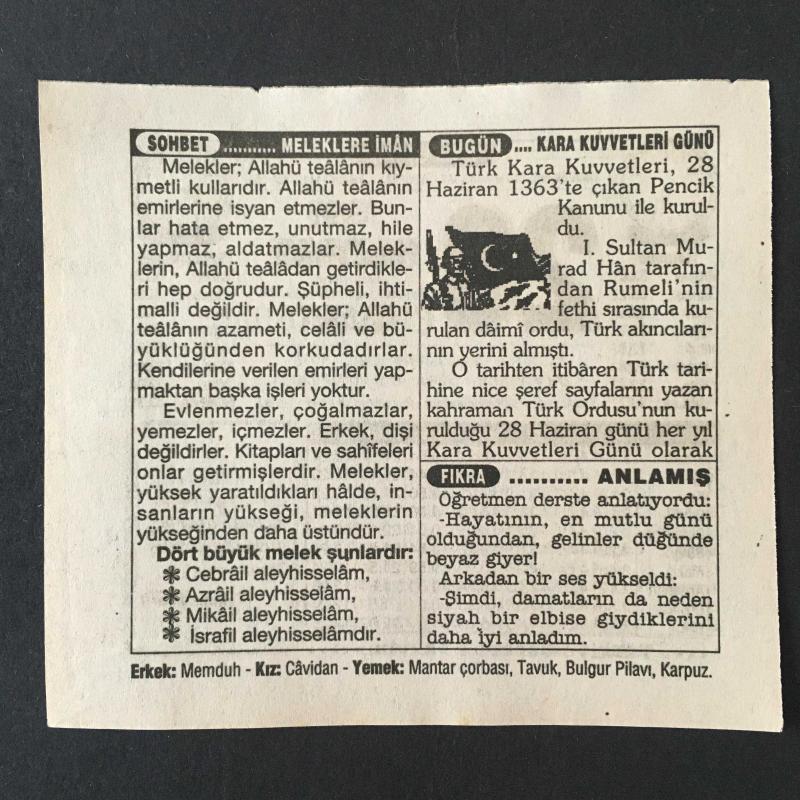 SOHBET ........... MELEKLERE İMÂN
Melekler; Allahü teâlânın kıy-
metli kullarıdır. Allahü teâlânın
emirlerine isyan etmezler. Bun-
lar hata etmez, unutmaz, hile
yapmaz, aldatmazlar. Melek-
lerin, Allahü teâlâdan getirdikle-
ri hep doğrudur. Şüpheli, ihti-
malli değildir. Melekler; Allahü
teâlânın azameti, celâli ve bü-
yüklüğünden korkudadırlar.
Kendilerine verilen emirleri yap-
maktan başka işleri yoktur.
Evlenmezler, çoğalmazlar,
yemezler, içmezler. Erkek, dişi
değildirler. Kitapları ve sahîfeleri
onlar getirmişlerdir. Melekler,
yüksek yaratıldıkları hâlde, in-
sanların yükseği, meleklerin
yükseğinden daha üstündür.
Dört büyük melek şunlardır:
Cebrâil aleyhisselâm,
Azrâil aleyhisselâm,
Mikâil aleyhisselâm,
İsrafil aleyhisselâmdır.
BUGÜN .... KARA KUVVETLERİ GÜNÜ
Türk Kara Kuvvetleri, 28
Haziran 1363'te çıkan Pencik
Kanunu ile kurul-
du.
I. Sultan Mu-
rad Hân tarafın-
dan Rumeli'nin
fethi sırasında ku-
rulan dâimî ordu, Türk akıncıları-
nın yerini almıştı.
O tarihten itibâren Türk tari-
hine nice şeref sayfalarını yazan
kahraman Türk Ordusu'nun ku-
rulduğu 28 Haziran günü her yıl
Kara Kuvvetleri Günü olarak
FIKRA .......... ANLAMIŞ
Öğretmen derste anlatıyordu:
-Hayatının, en mutlu günü
olduğundan, gelinler düğünde
beyaz giyer!
Arkadan bir ses yükseldi:
-Şimdi, damatların da neden
siyah bir elbise giydiklerini
daha iyi anladım.
Erkek: Memduh - Kız: Câvidan - Yemek: Mantar çorbası, Tavuk, Bulgur Pilavı, Karpuz.